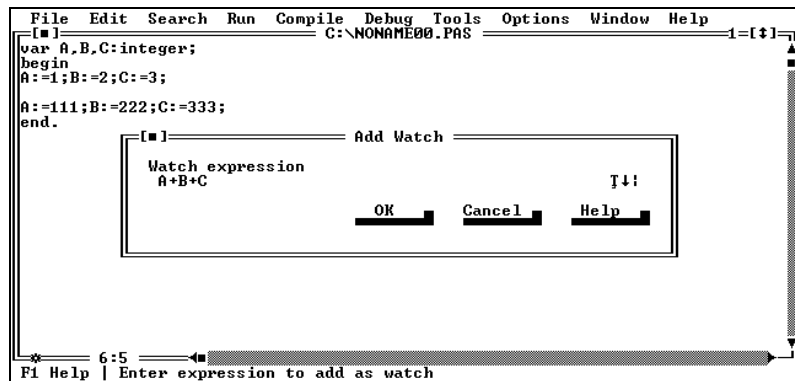 File Edit Search Run Compile Debug Tools Options Window Help
[■] C:\NONAME00.PAS 1=[↕]
var A,B,C:integer;
begin
A:=1;B:=2;C:=3;
A:=111;B:=222;C:=333;
end.
[■] Add Watch
Watch expression
A+B+C
OK Cancel Help
6:5
F1 Help | Enter expression to add as watch